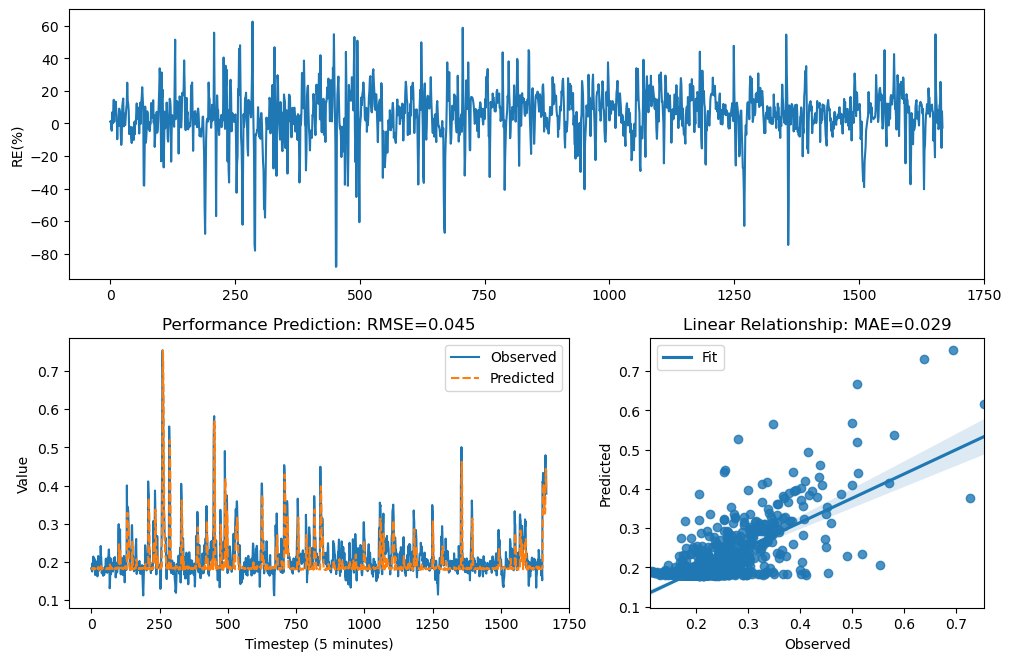 60
40
20
0
−20
−40
−60
−80
RE(%)
0 250 500 750 1000 1250 1500 1750
Performance Prediction: RMSE=0.045
Observed
Predicted
0.7
0.6
0.5
0.4
0.3
0.2
0.1
Value
0 250 500 750 1000 1250 1500 1750
Timestep (5 minutes)
Linear Relationship: MAE=0.029
Fit
0.7
0.6
0.5
0.4
0.3
0.2
0.1
Predicted
0.2 0.3 0.4 0.5 0.6 0.7
Observed